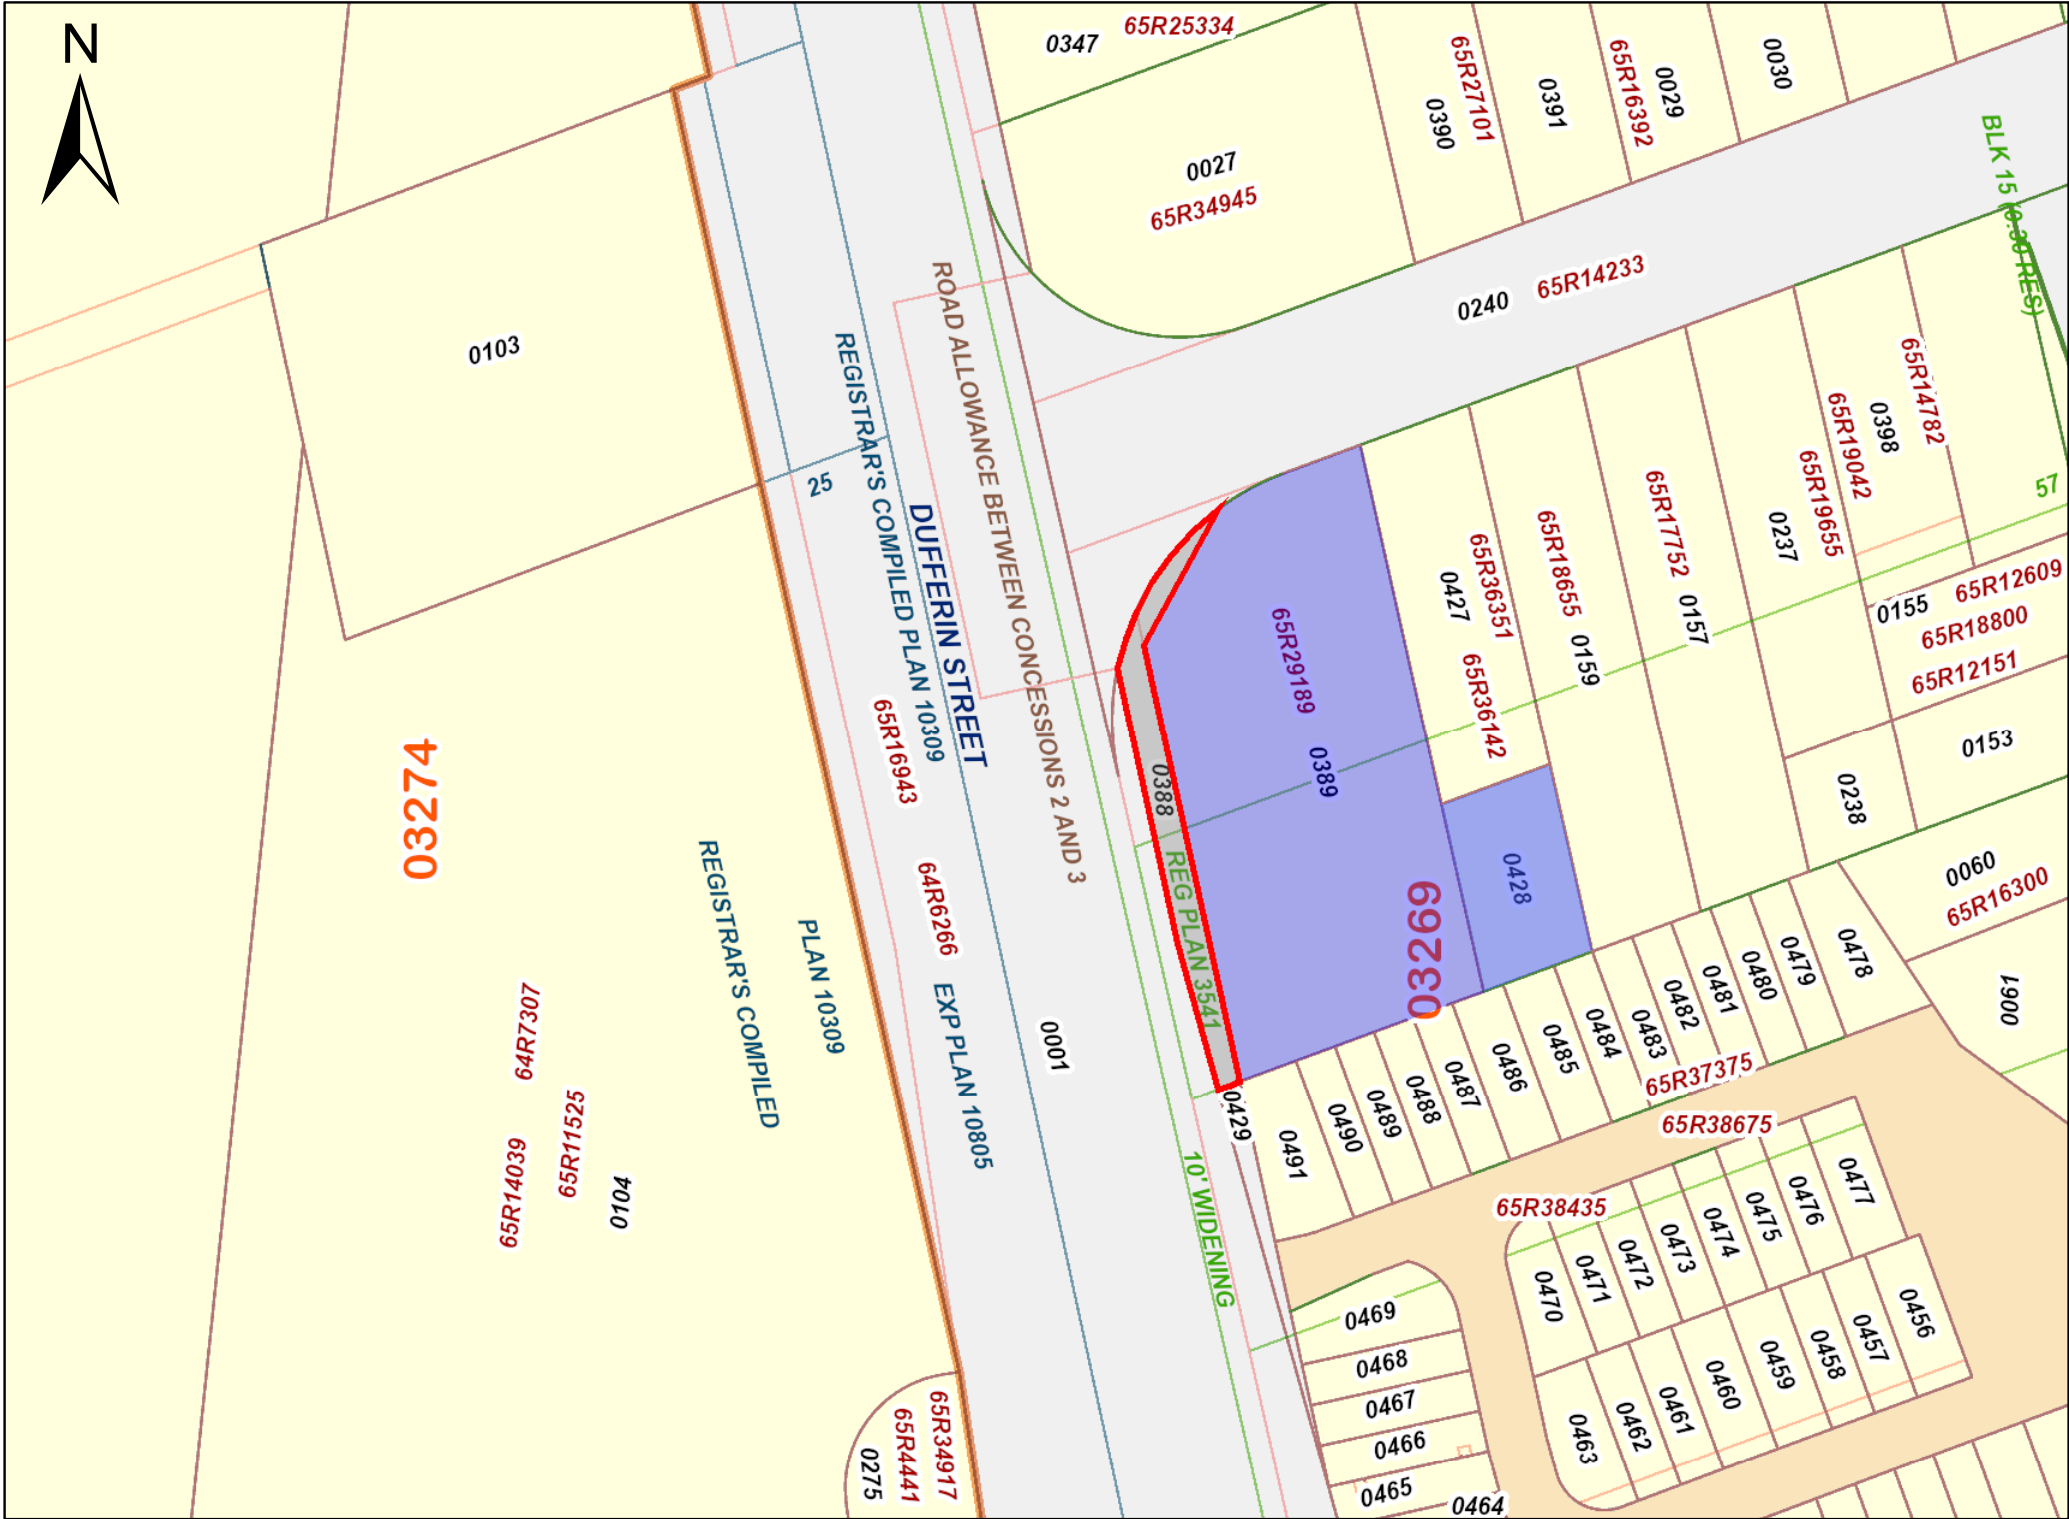 N
0347 65R25334
65R27101
0390
0391
65R16392
0029
0030
BLK 15 (0.30 RES)
0027
65R34945
0240 65R14233
0103
25
REGISTRAR'S COMPILED PLAN 10309
DUFFERIN STREET
ROAD ALLOWANCE BETWEEN CONCESSIONS 2 AND 3
65R14782
0398
65R19042
65R19655
0237
57
65R17752 0157
65R18655 0159
65R36351
0427
65R36142
65R29189 0389
0155 65R12609
65R18800
65R12151
0153
0238
0388
REG PLAN 3541
0428
03269
03274
65R16943
64R6266
EXP PLAN 10805
REGISTRAR'S COMPILED
PLAN 10309
0001
0060
65R16300
0061
0478
0479
0480
0481
0482
0483
0484
0485
0486
0487
0488
0489
0490
0491
0429
65R37375
65R38675
65R38435
10' WIDENING
64R7307
65R11525
65R14039
0104
0477
0476
0475
0474
0473
0472
0471
0470
0469
0468
0467
0466
0465
0464
0456
0457
0458
0459
0460
0461
0462
0463
65R34917
65R4441
0275